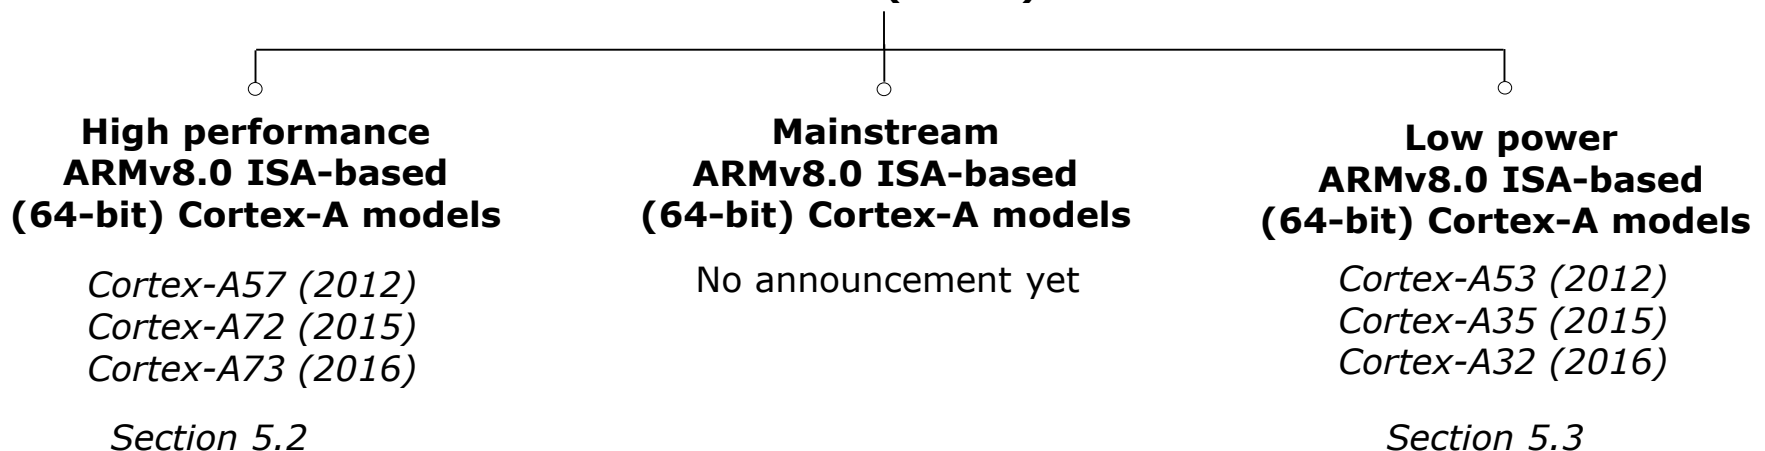 High performance
ARMv8.0 ISA-based
(64-bit) Cortex-A models
Cortex-A57 (2012)
Cortex-A72 (2015)
Cortex-A73 (2016)
Section 5.2
Mainstream
ARMv8.0 ISA-based
(64-bit) Cortex-A models
No announcement yet
Low power
ARMv8.0 ISA-based
(64-bit) Cortex-A models
Cortex-A53 (2012)
Cortex-A35 (2015)
Cortex-A32 (2016)
Section 5.3